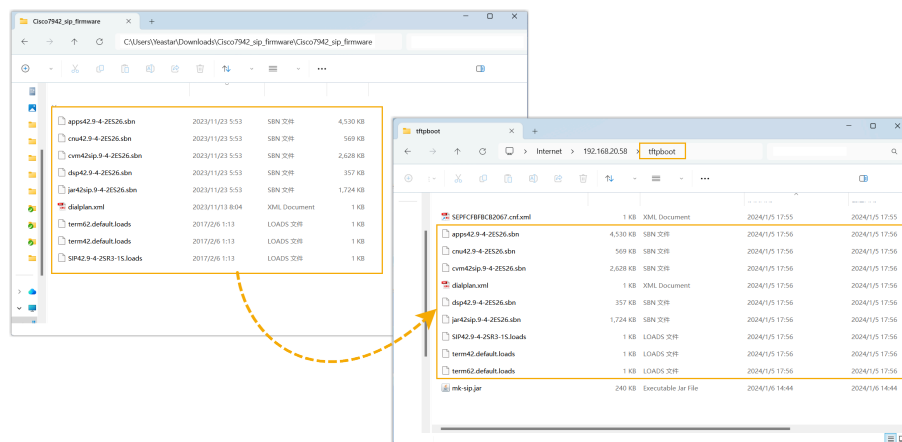 Cisco7942_sip_firmware
C:\Users\Yeastar\Downloads\Cisco7942_sip_firmware\Cisco7942_sip_firmware
apps42.9-4-2ES26.sbn 2023/11/23 5:53 SBN 文件 4,530 KB
cnu42.9-4-2ES26.sbn 2023/11/23 5:53 SBN 文件 569 KB
cvm42sip.9-4-2ES26.sbn 2023/11/23 5:53 SBN 文件 2,628 KB
dsp42.9-4-2ES26.sbn 2023/11/23 5:53 SBN 文件 357 KB
jar42sip.9-4-2ES26.sbn 2023/11/23 5:53 SBN 文件 1,724 KB
dialplan.xml 2023/11/13 8:04 XML Document 1 KB
term62.default.loads 2017/2/6 1:13 LOADS 文件 1 KB
term42.default.loads 2017/2/6 1:13 LOADS 文件 1 KB
SIP42.9-4-2SR3-1S.loads 2017/2/6 1:13 LOADS 文件 1 KB
tftpboot
Internet > 192.168.20.58 > tftpboot
SEPFCFBFBCB2067.cnf.xml 1 KB XML Document 2024/1/5 17:55 2024/1/5 17:55
apps42.9-4-2ES26.sbn 4,530 KB SBN 文件 2024/1/5 17:56 2024/1/5 17:56
cnu42.9-4-2ES26.sbn 569 KB SBN 文件 2024/1/5 17:56 2024/1/5 17:56
cvm42sip.9-4-2ES26.sbn 2,628 KB SBN 文件 2024/1/5 17:56 2024/1/5 17:56
dialplan.xml 1 KB XML Document 2024/1/5 17:56 2024/1/5 17:56
dsp42.9-4-2ES26.sbn 357 KB SBN 文件 2024/1/5 17:56 2024/1/5 17:56
jar42sip.9-4-2ES26.sbn 1,724 KB SBN 文件 2024/1/5 17:56 2024/1/5 17:56
SIP42.9-4-2SR3-1S.loads 1 KB LOADS 文件 2024/1/5 17:56 2024/1/5 17:56
term42.default.loads 1 KB LOADS 文件 2024/1/5 17:56 2024/1/5 17:56
term62.default.loads 1 KB LOADS 文件 2024/1/5 17:56 2024/1/5 17:56
mk-sip.jar 240 KB Executable Jar File 2024/1/6 14:44 2024/1/6 14:44